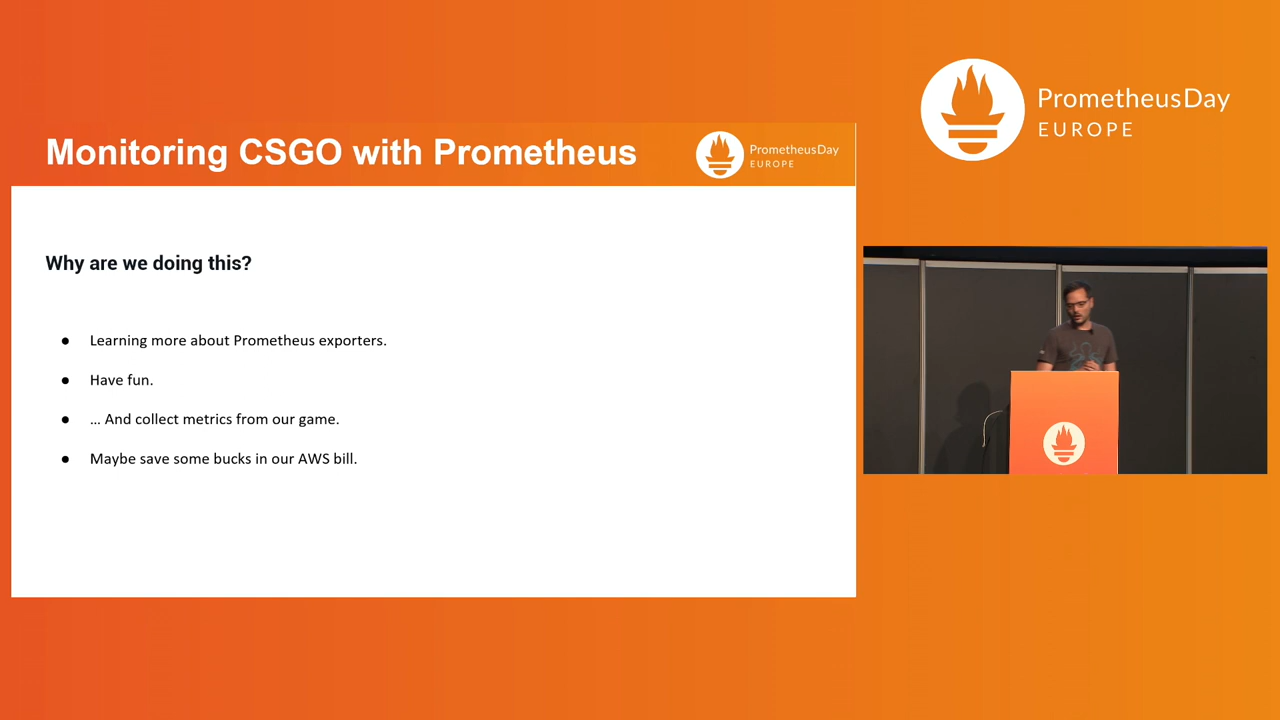 Monitoring CSGO with Prometheus
PrometheusDay
EUROPE
Why are we doing this?
● Learning more about Prometheus exporters.
● Have fun.
● … And collect metrics from our game.
● Maybe save some bucks in our AWS bill.
PrometheusDay
EUROPE